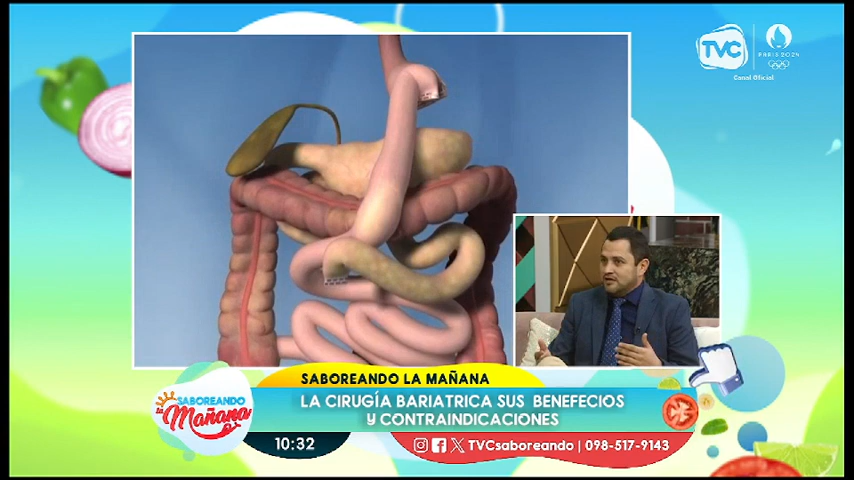 TVC
PARIS 2024
Canal Oficial
SABOREANDO LA MAÑANA
SABOREANDO
la Mañana
LA CIRUGÍA BARIATRICA SUS BENEFECIOS
Y CONTRAINDICACIONES
10:32
TVCsaboreando | 098-517-9143